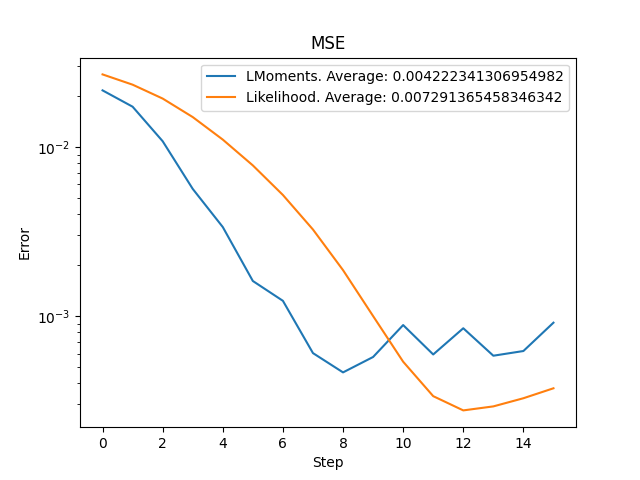 MSE
LMoments. Average: 0.004222341306954982
Likelihood. Average: 0.007291365458346342
10⁻²
10⁻³
Error
0 2 4 6 8 10 12 14
Step